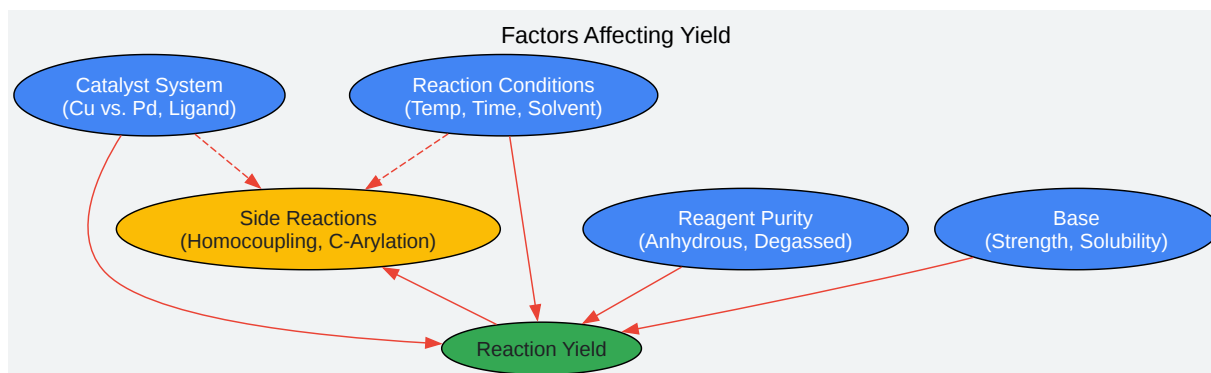 Factors Affecting Yield
Catalyst System
(Cu vs. Pd, Ligand)
Reaction Conditions
(Temp, Time, Solvent)
Side Reactions
(Homocoupling, C-Arylation)
Reagent Purity
(Anhydrous, Degassed)
Base
(Strength, Solubility)
Reaction Yield